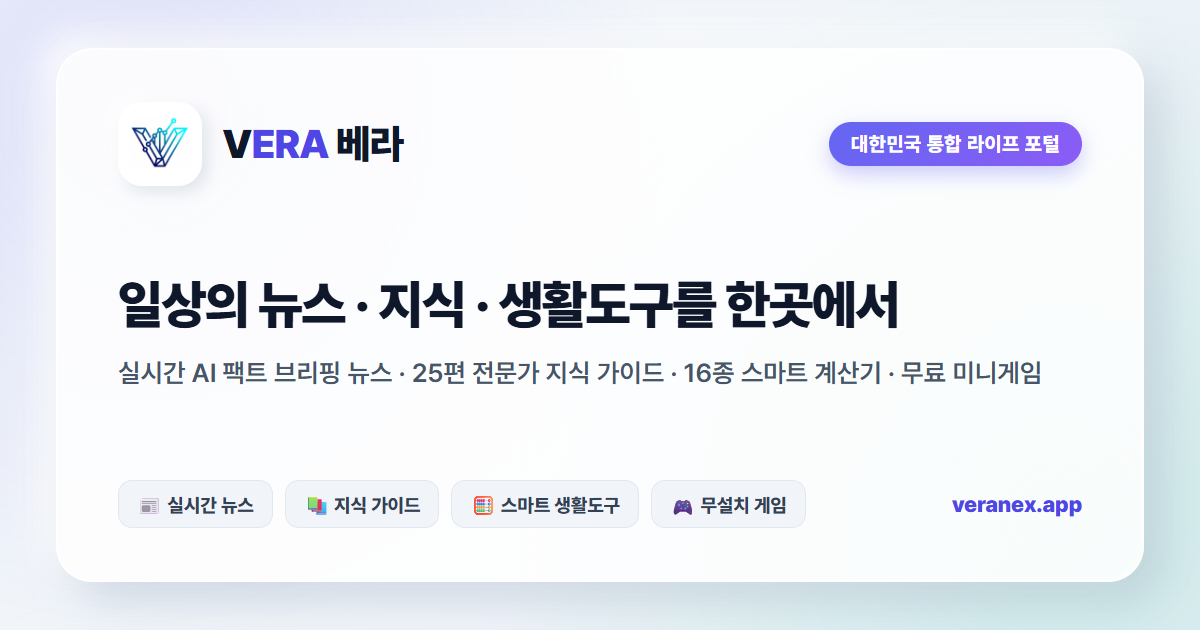 VERA 베라
대한민국 통합 라이프 포털
일상의 뉴스 · 지식 · 생활도구를 한곳에서
실시간 AI 팩트 브리핑 뉴스 · 25편 전문가 지식 가이드 · 16종 스마트 계산기 · 무료 미니게임
실시간 뉴스
지식 가이드
스마트 생활도구
무설치 게임
veranex.app